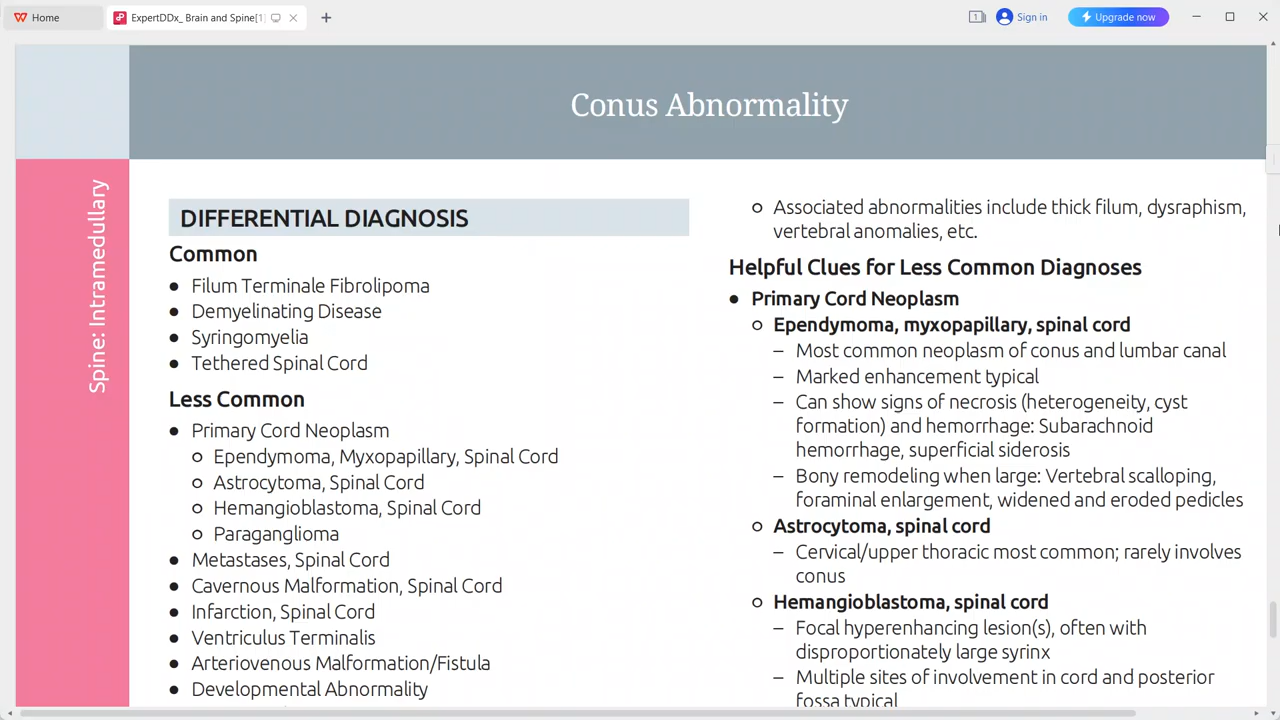 Home
ExpertDDx_ Brain and Spine[1]
1
Sign in
Upgrade now
Conus Abnormality
Spine: Intramedullary
DIFFERENTIAL DIAGNOSIS
Common
● Filum Terminale Fibrolipoma
● Demyelinating Disease
● Syringomyelia
● Tethered Spinal Cord
Less Common
● Primary Cord Neoplasm
○ Ependymoma, Myxopapillary, Spinal Cord
○ Astrocytoma, Spinal Cord
○ Hemangioblastoma, Spinal Cord
○ Paraganglioma
● Metastases, Spinal Cord
● Cavernous Malformation, Spinal Cord
● Infarction, Spinal Cord
● Ventriculus Terminalis
● Arteriovenous Malformation/Fistula
● Developmental Abnormality
○ Associated abnormalities include thick filum, dysraphism,
vertebral anomalies, etc.
Helpful Clues for Less Common Diagnoses
● Primary Cord Neoplasm
○ Ependymoma, myxopapillary, spinal cord
– Most common neoplasm of conus and lumbar canal
– Marked enhancement typical
– Can show signs of necrosis (heterogeneity, cyst
formation) and hemorrhage: Subarachnoid
hemorrhage, superficial siderosis
– Bony remodeling when large: Vertebral scalloping,
foraminal enlargement, widened and eroded pedicles
○ Astrocytoma, spinal cord
– Cervical/upper thoracic most common; rarely involves
conus
○ Hemangioblastoma, spinal cord
– Focal hyperenhancing lesion(s), often with
disproportionately large syrinx
– Multiple sites of involvement in cord and posterior
fossa typical